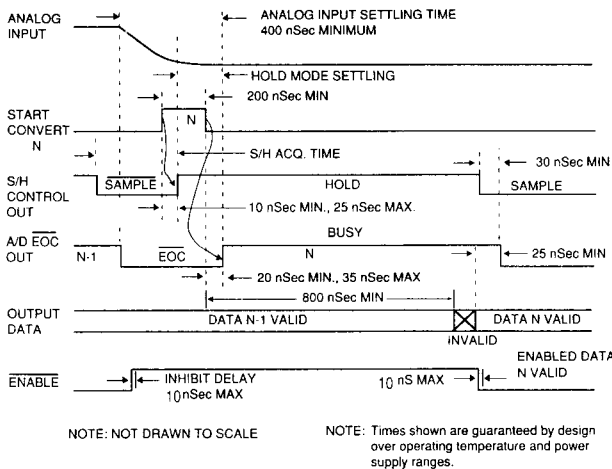 ANALOG
INPUT
ANALOG INPUT SETTLING TIME
400 nSec MINIMUM
HOLD MODE SETTLING
200 nSec MIN
START
CONVERT
N
N
S/H ACQ. TIME
30 nSec MIN
S/H
CONTROL
OUT
SAMPLE
HOLD
SAMPLE
10 nSec MIN., 25 nSec MAX.
A/D EOC
OUT
N-1
EOC
BUSY
N
25 nSec MIN
20 nSec MIN., 35 nSec MAX
800 nSec MIN
OUTPUT
DATA
DATA N-1 VALID
DATA N VALID
INVALID
ENABLE
INHIBIT DELAY
10nSec MAX
10 nS MAX
ENABLED DATA
N VALID
NOTE: NOT DRAWN TO SCALE
NOTE: Times shown are guaranteed by design
over operating temperature and power
supply ranges.